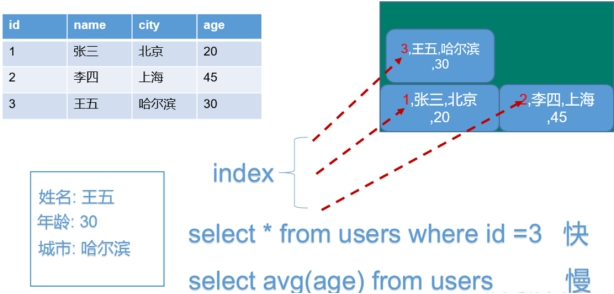 id name city age
1 张三 北京 20
2 李四 上海 45
3 王五 哈尔滨 30
3,王五,哈尔滨
,30
1,张三,北京
,20
2,李四,上海
,45
index
姓名: 王五
年龄: 30
城市: 哈尔滨
select * from users where id =3 快
select avg(age) from users 慢